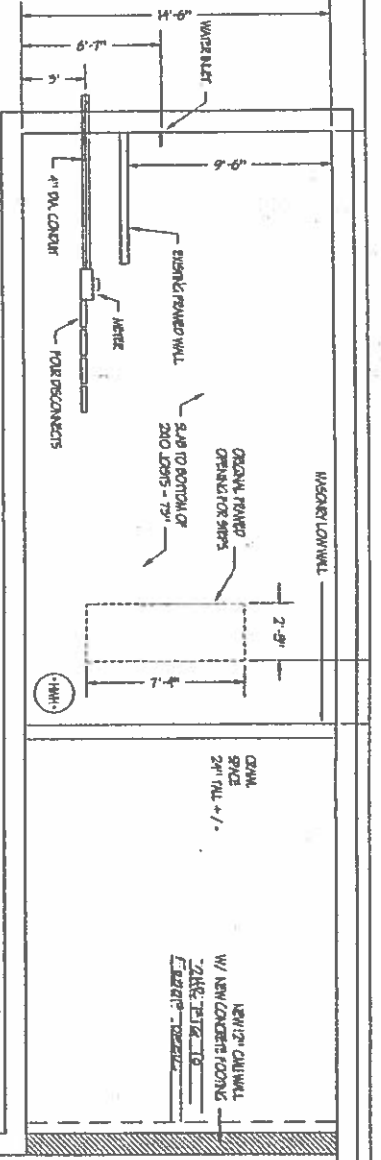 14'-6"
6'-7"
3'
WATER INLET
9'-6"
4" DIA. CONDUIT
EXISTING FRAMED WALL
METER
FOUR DISCONNECTS
SLAB TO BOTTOM OF
2X10 JOISTS - 79"
ORIGINAL FRAMED
OPENING FOR STEPS
MASONRY LOW WALL
2'-8"
7'-4"
HWH
CRAWL
SPACE
24" TALL + / -
NEW 12" CMU WALL
W/ NEW CONCRETE FOOTING